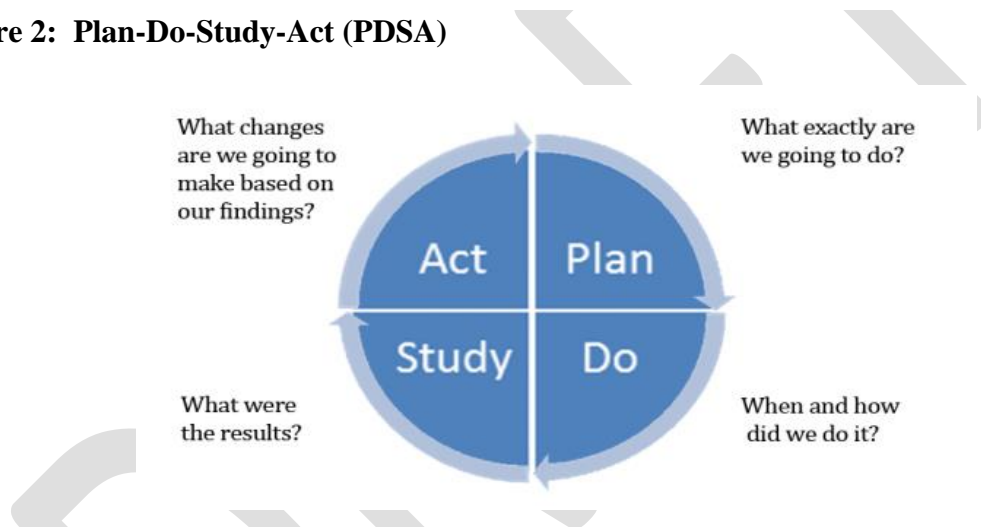 re 2: Plan-Do-Study-Act (PDSA)
What changes
are we going to
make based on
our findings?
What exactly are
we going to do?
Act
Plan
Study
Do
What were
the results?
When and how
did we do it?